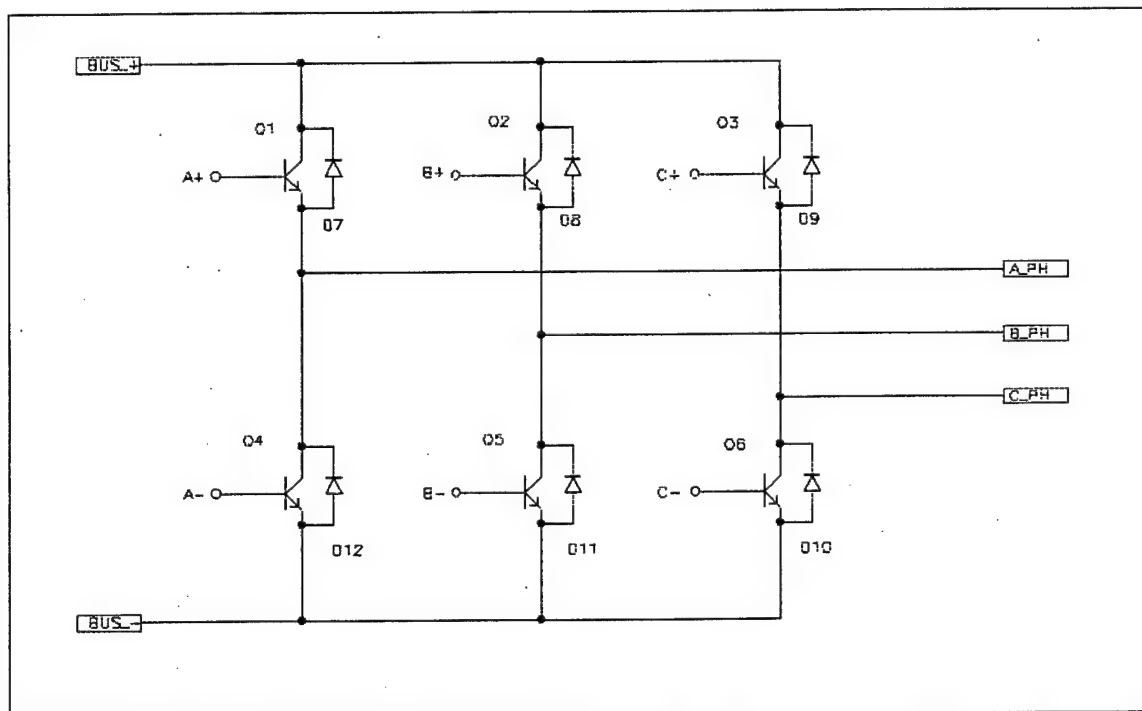 BUS_+
Q1
Q2
Q3
A+
B+
C+
D7
D8
D9
A_PH
B_PH
C_PH
Q4
Q5
Q6
A-
B-
C-
D12
D11
D10
BUS_-